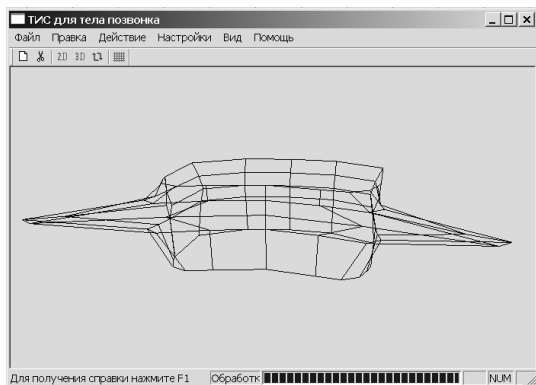 ТИС для тела позвонка
Файл Правка Действие Настройки Вид Помощь
2D 3D
Для получения справки нажмите F1 Обработк NUM